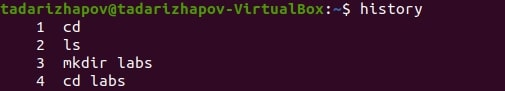 tadarizhapov@tadarizhapov-VirtualBox:~$ history
1 cd
2 ls
3 mkdir labs
4 cd labs